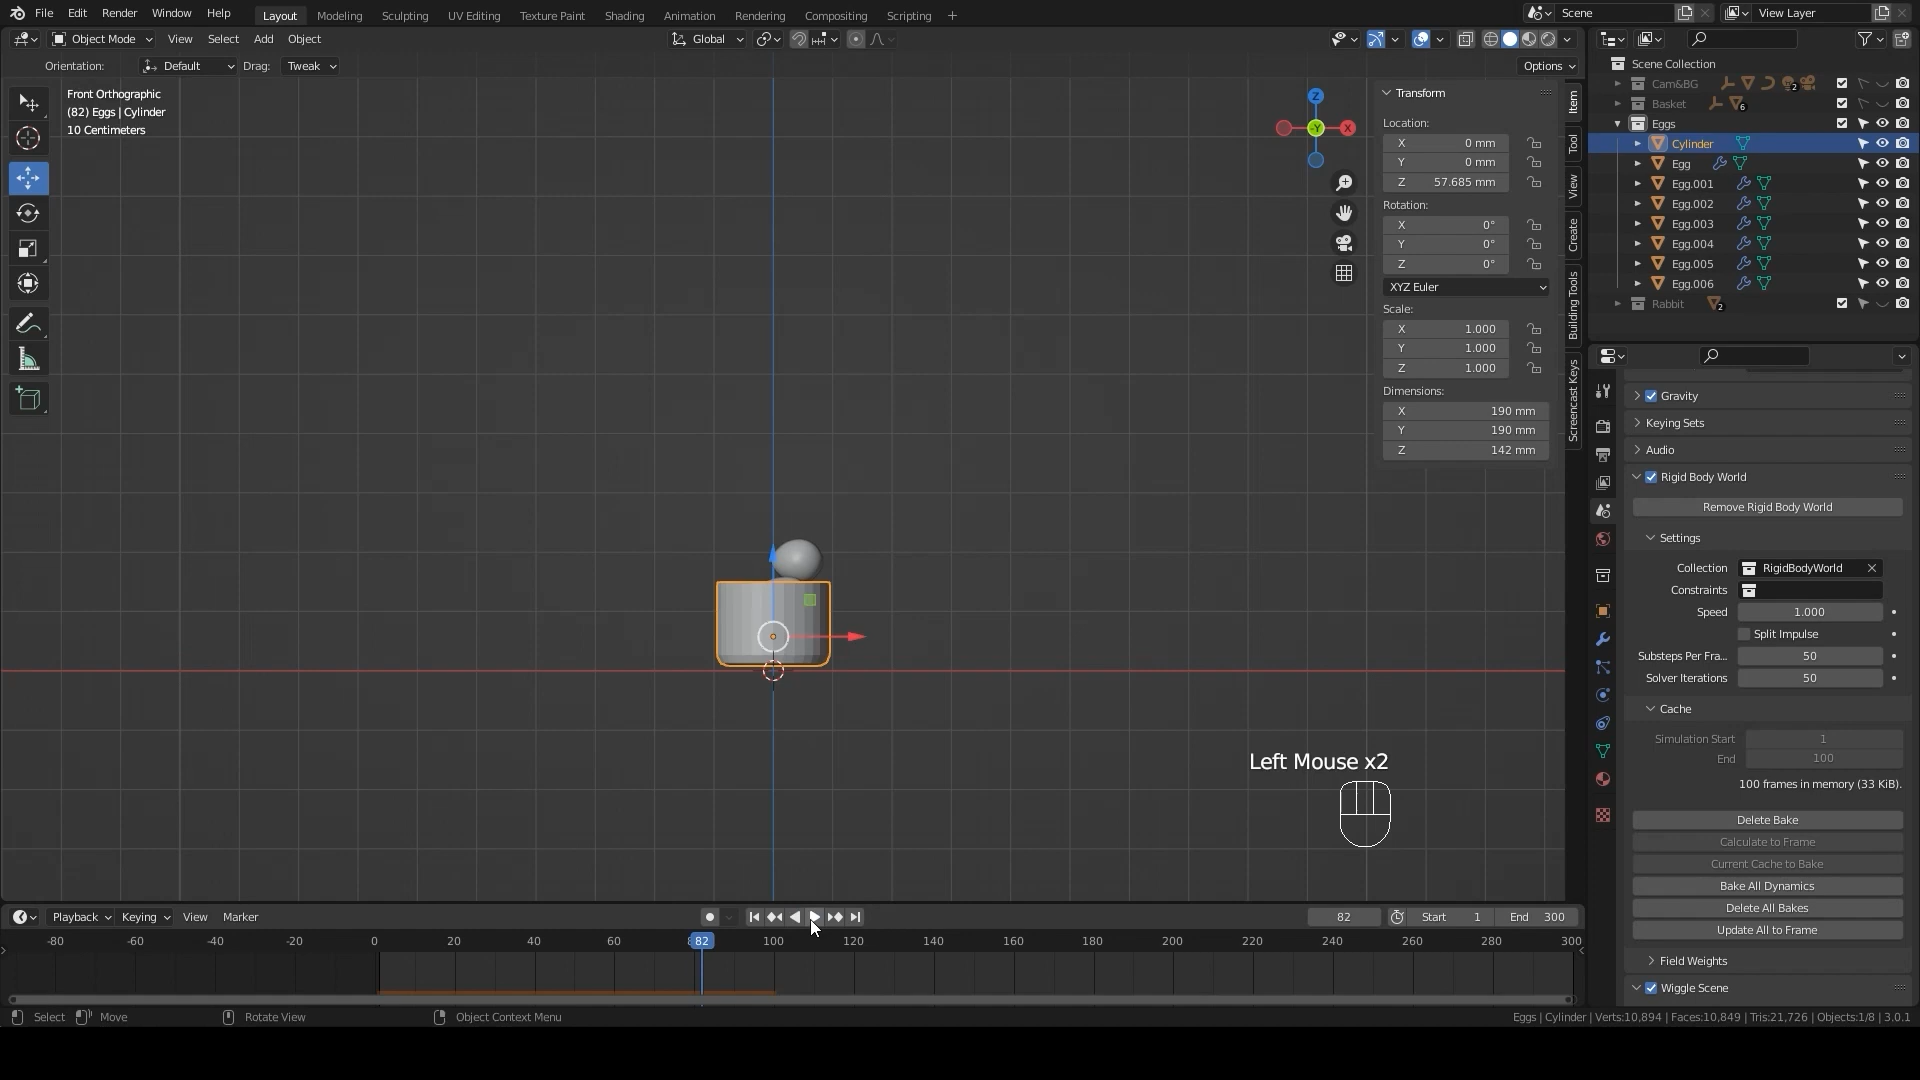 File Edit Render Window Help Layout Modeling Sculpting UV Editing Texture Paint Shading Animation Rendering Compositing Scripting + Scene View Layer
Object Mode View Select Add Object Global
Orientation: Default Drag: Tweak Options
Front Orthographic
(82) Eggs | Cylinder
10 Centimeters
Z
-Y
X
Transform
Location:
X 0 mm
Y 0 mm
Z 57.685 mm
Rotation:
X 0°
Y 0°
Z 0°
XYZ Euler
Scale:
X 1.000
Y 1.000
Z 1.000
Dimensions:
X 190 mm
Y 190 mm
Z 142 mm
Item
Tool
View
Create
Building Tools
Screencast Keys
Scene Collection
Cam&BG 2
Basket 6
Eggs
Cylinder
Egg
Egg.001
Egg.002
Egg.003
Egg.004
Egg.005
Egg.006
Rabbit 2
Gravity
Keying Sets
Audio
Rigid Body World
Remove Rigid Body World
Settings
Collection RigidBodyWorld
Constraints
Speed 1.000
Split Impulse
Substeps Per Fra... 50
Solver Iterations 50
Cache
Simulation Start 1
End 100
100 frames in memory (33 KiB).
Delete Bake
Calculate to Frame
Current Cache to Bake
Bake All Dynamics
Delete All Bakes
Update All to Frame
Field Weights
Wiggle Scene
Left Mouse x2
Playback Keying View Marker 82 Start 1 End 300
-80 -60 -40 -20 0 20 40 60 82 100 120 140 160 180 200 220 240 260 280 300
Select Move Rotate View Object Context Menu Eggs | Cylinder | Verts:10,894 | Faces:10,849 | Tris:21,726 | Objects:1/8 | 3.0.1